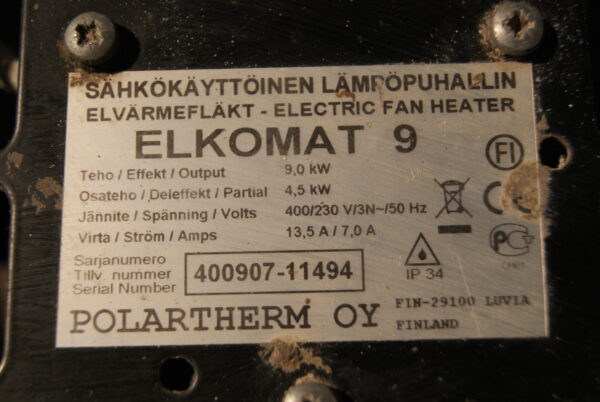 SÄHKÖKÄYTTÖINEN LÄMPÖPUHALLIN
ELVÄRMEFLÄKT - ELECTRIC FAN HEATER
ELKOMAT 9
FI
Teho / Effekt / Output 9,0 kW
Osateho / Deleffekt / Partial 4,5 kW
Jännite / Spänning / Volts 400/230 V/3N~/50 Hz
CE
Virta / Ström / Amps 13,5 A / 7,0 A
Sarjanumero
Tillv. nummer
Serial Number
400907-11494
IP 34
POLARTHERM OY
FIN-29100 LUVIA
FINLAND